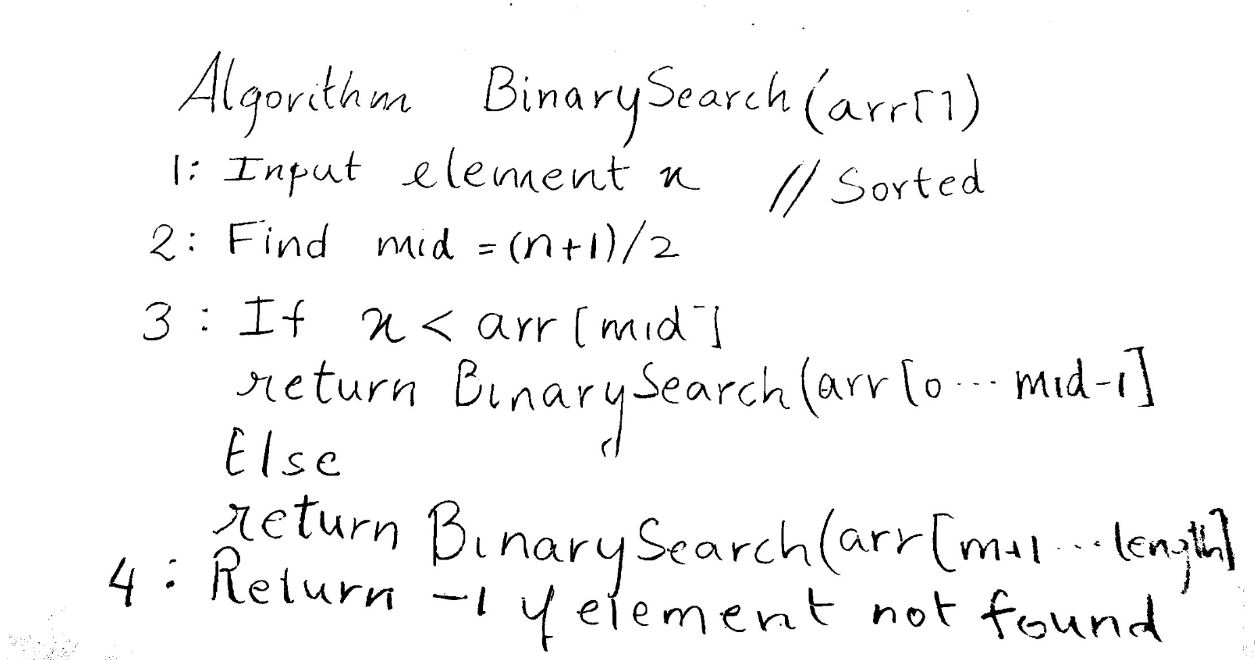 Algorithm BinarySearch(arr[])
1: Input element x // Sorted
2: Find mid = (n+1)/2
3: If x < arr[mid]
return BinarySearch(arr[0...mid-1]
Else
return BinarySearch(arr[m+1...length]
4: Return -1 if element not found